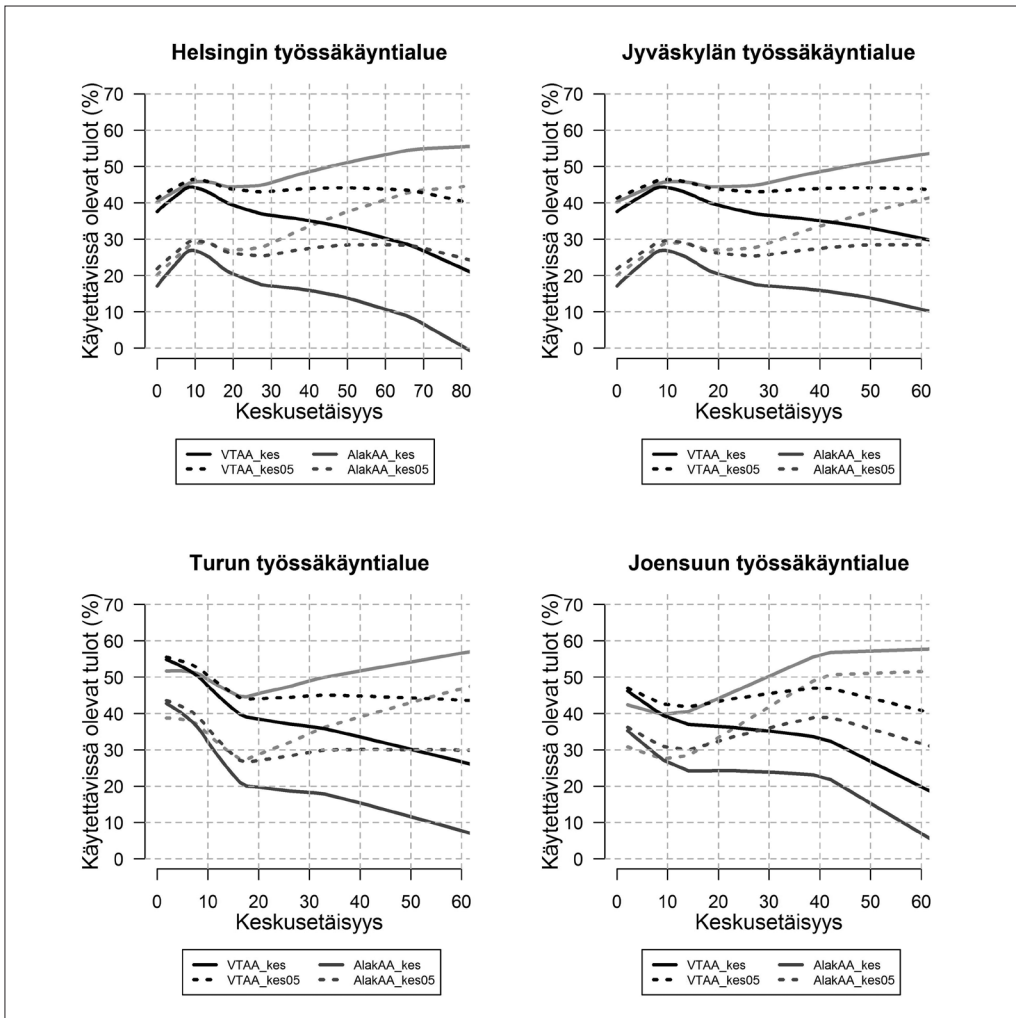 Helsingin työssäkäyntialue
Käytettävissä olevat tulot (%)
70
60
50
40
30
20
10
0
0 10 20 30 40 50 60 70 80
Keskusetäisyys
VTAA_kes AlakAA_kes
VTAA_kes05 AlakAA_kes05
Jyväskylän työssäkäyntialue
Käytettävissä olevat tulot (%)
70
60
50
40
30
20
10
0
0 10 20 30 40 50 60
Keskusetäisyys
VTAA_kes AlakAA_kes
VTAA_kes05 AlakAA_kes05
Turun työssäkäyntialue
Käytettävissä olevat tulot (%)
70
60
50
40
30
20
10
0
0 10 20 30 40 50 60
Keskusetäisyys
VTAA_kes AlakAA_kes
VTAA_kes05 AlakAA_kes05
Joensuun työssäkäyntialue
Käytettävissä olevat tulot (%)
70
60
50
40
30
20
10
0
0 10 20 30 40 50 60
Keskusetäisyys
VTAA_kes AlakAA_kes
VTAA_kes05 AlakAA_kes05